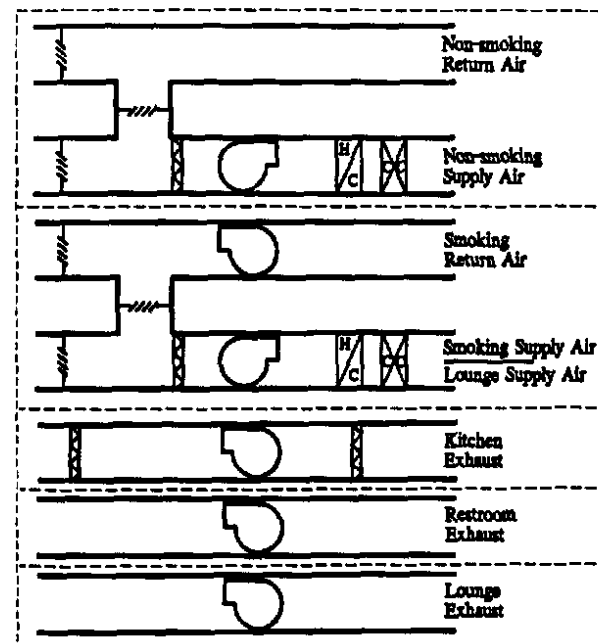 Non-smoking
Return Air
H
C
Non-smoking
Supply Air
Smoking
Return Air
H
C
Smoking Supply Air
Lounge Supply Air
Kitchen
Exhaust
Restroom
Exhaust
Lounge
Exhaust